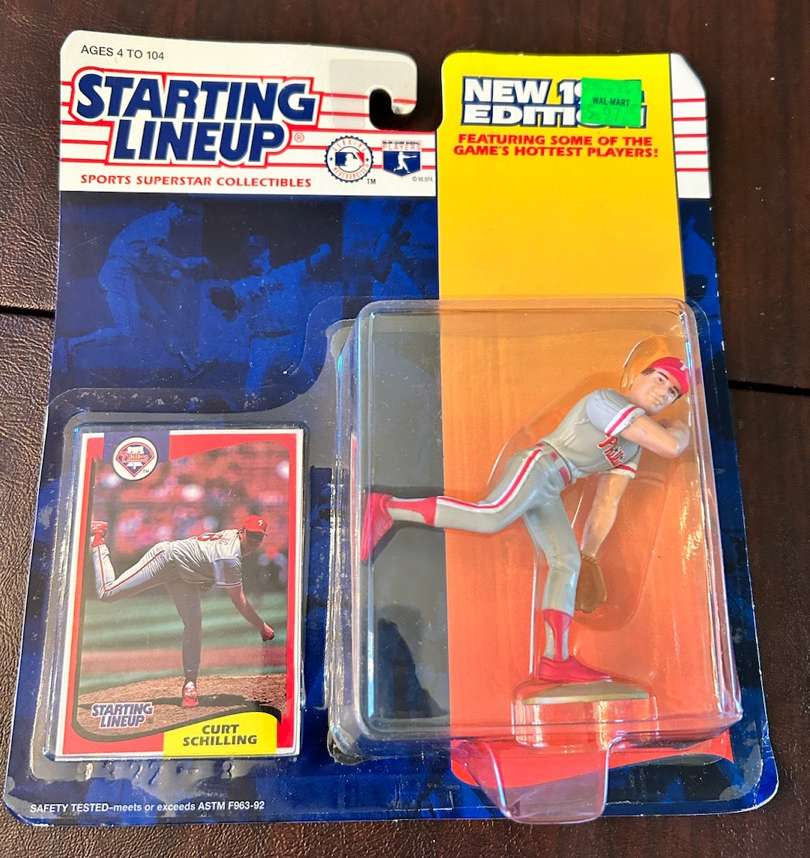 AGES 4 TO 104
STARTING
LINEUP®
SPORTS SUPERSTAR COLLECTIBLES
TM
NEW
EDITION
WAL-MART
FEATURING SOME OF THE
GAME'S HOTTEST PLAYERS!
STARTING
LINEUP
CURT
SCHILLING
SAFETY TESTED–meets or exceeds ASTM F963-92